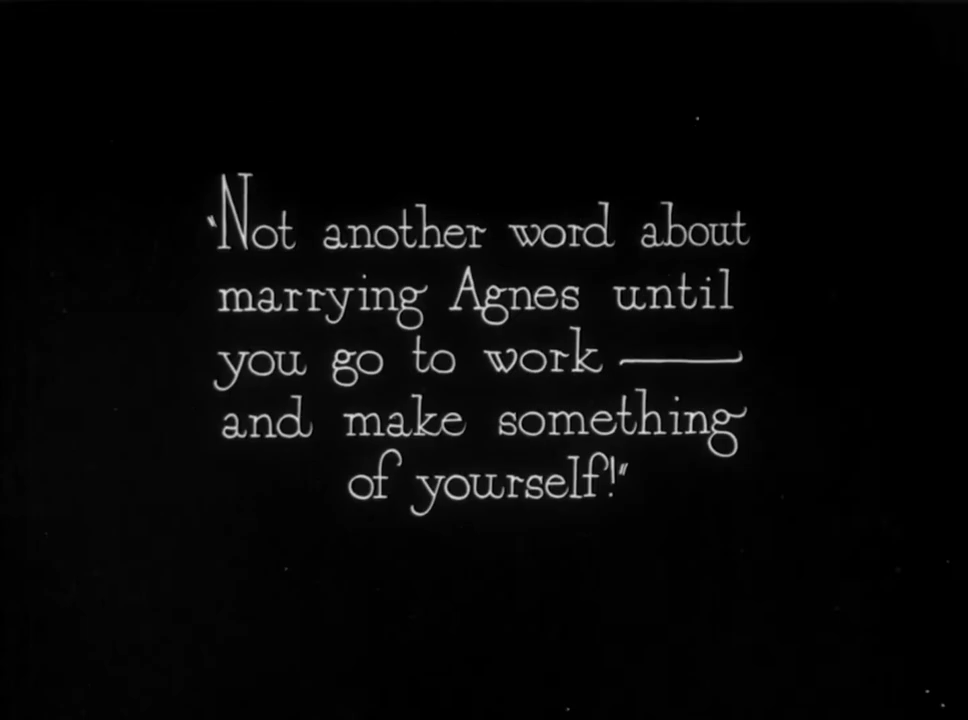 "Not another word about
marrying Agnes until
you go to work —
and make something
of yourself!"